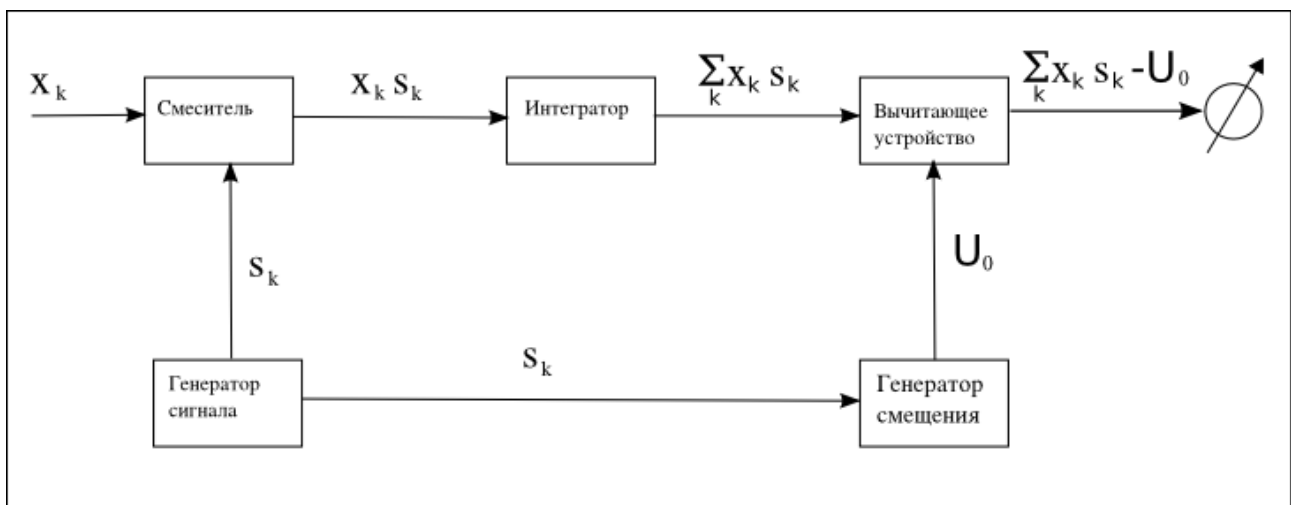 x_k
Смеситель
x_k s_k
Интегратор
∑_k x_k s_k
Вычитающее
устройство
∑_k x_k s_k -U_0
s_k
U_0
Генератор
сигнала
s_k
Генератор
смещения